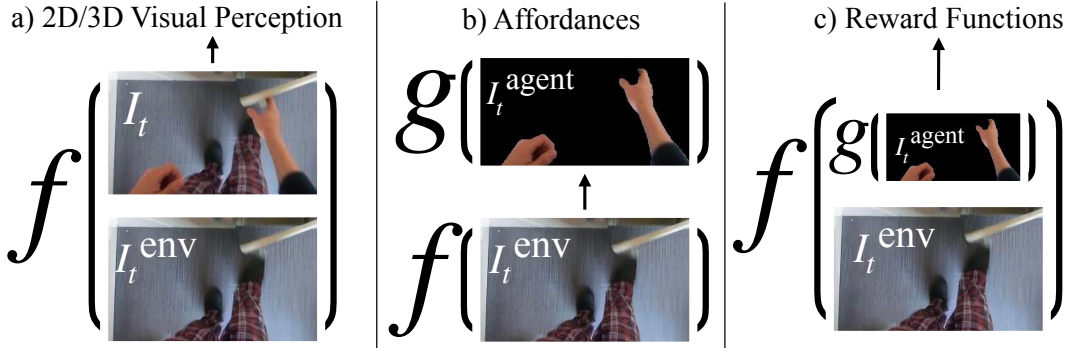 a) 2D/3D Visual Perception
f ( I_t
I_t^env )
b) Affordances
g ( I_t^agent )
f ( I_t^env )
c) Reward Functions
f ( g ( I_t^agent )
I_t^env )